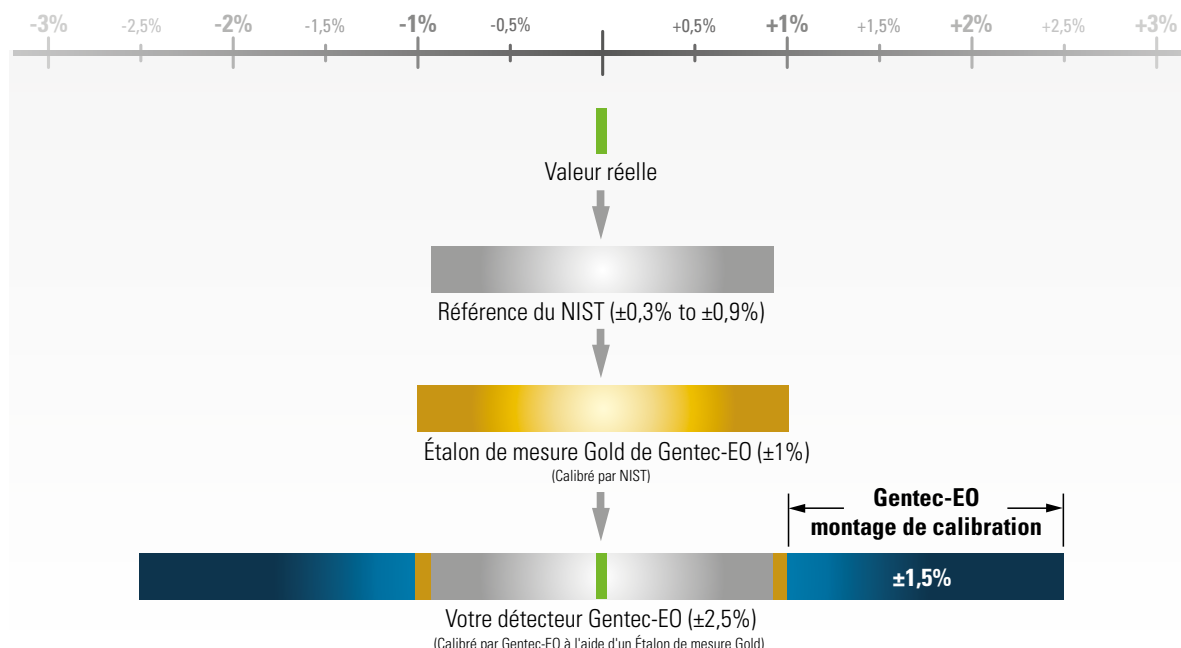 -3% -2,5% -2% -1,5% -1% -0,5% +0,5% +1% +1,5% +2% +2,5% +3%
Valeur réelle
Référence du NIST (±0,3% to ±0,9%)
Étalon de mesure Gold de Gentec-EO (±1%)
(Calibré par NIST)
Gentec-EO
montage de calibration
±1,5%
Votre détecteur Gentec-EO (±2,5%)
(Calibré par Gentec-EO à l'aide d'un Étalon de mesure Gold)